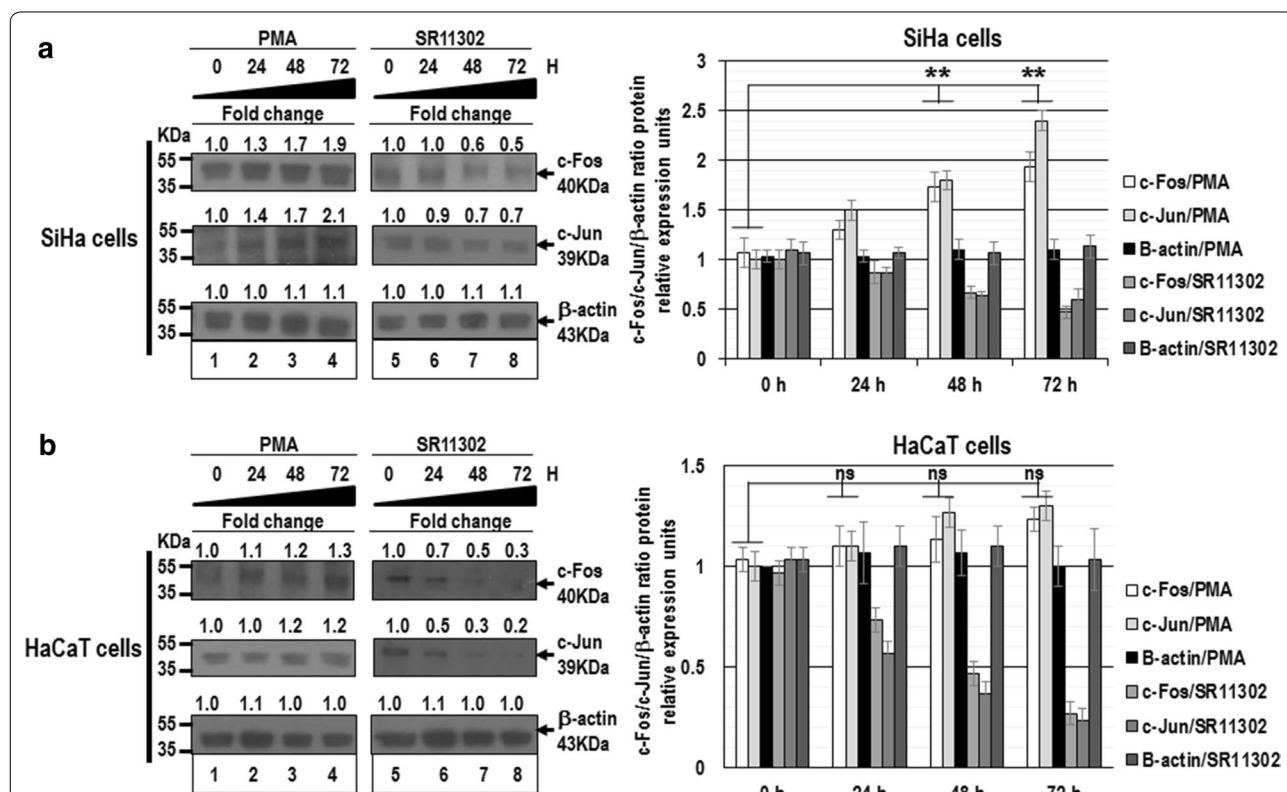 a
PMA
SR11302
0 24 48 72
0 24 48 72 H
Fold change
Fold change
KDa
1.0 1.3 1.7 1.9
1.0 1.0 0.6 0.5
55
35
c-Fos
40KDa
1.0 1.4 1.7 2.1
1.0 0.9 0.7 0.7
55
35
c-Jun
39KDa
SiHa cells
1.0 1.0 1.1 1.1
1.0 1.0 1.1 1.1
55
35
β-actin
43KDa
1 2 3 4
5 6 7 8
SiHa cells
c-Fos/c-Jun/β-actin ratio protein
relative expression units
3
2.5
2
1.5
1
0.5
0
** **
0 h 24 h 48 h 72 h
c-Fos/PMA
c-Jun/PMA
B-actin/PMA
c-Fos/SR11302
c-Jun/SR11302
B-actin/SR11302
b
PMA
SR11302
0 24 48 72
0 24 48 72 H
Fold change
Fold change
KDa
1.0 1.1 1.2 1.3
1.0 0.7 0.5 0.3
55
35
c-Fos
40KDa
1.0 1.0 1.2 1.2
1.0 0.5 0.3 0.2
55
35
c-Jun
39KDa
HaCaT cells
1.0 1.1 1.0 1.0
1.0 1.1 1.0 1.0
55
35
β-actin
43KDa
1 2 3 4
5 6 7 8
HaCaT cells
c-Fos/c-Jun/β-actin ratio protein
relative expression units
1.5
1
0.5
0
ns ns ns
0 h 24 h 48 h 72 h
c-Fos/PMA
c-Jun/PMA
B-actin/PMA
c-Fos/SR11302
c-Jun/SR11302
B-actin/SR11302